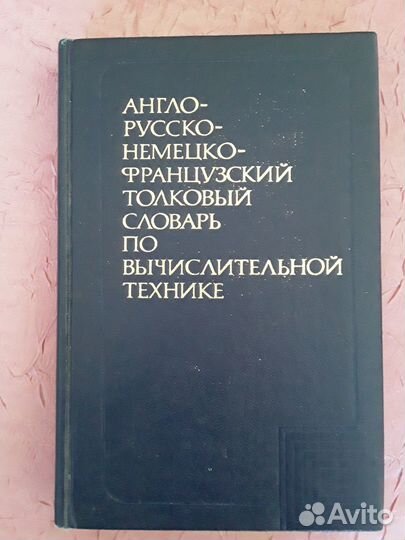 АНГЛО-
РУССКО-
НЕМЕЦКО-
ФРАНЦУЗСКИЙ
ТОЛКОВЫЙ
СЛОВАРЬ
ПО
ВЫЧИСЛИТЕЛЬНОЙ
ТЕХНИКЕ
Avito